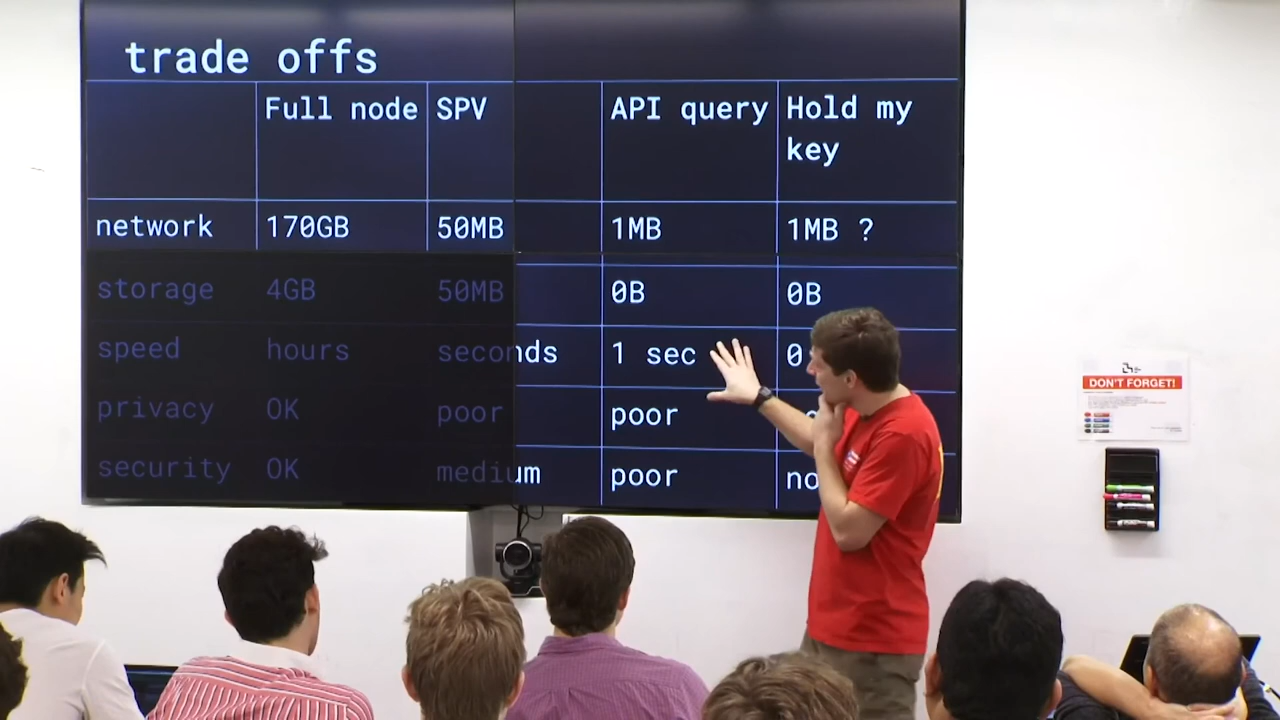 trade offs
Full node SPV API query Hold my
key
network 170GB 50MB 1MB 1MB ?
storage 4GB 50MB 0B 0B
speed hours seconds 1 sec
privacy OK poor poor
security OK medium poor
DON'T FORGET!